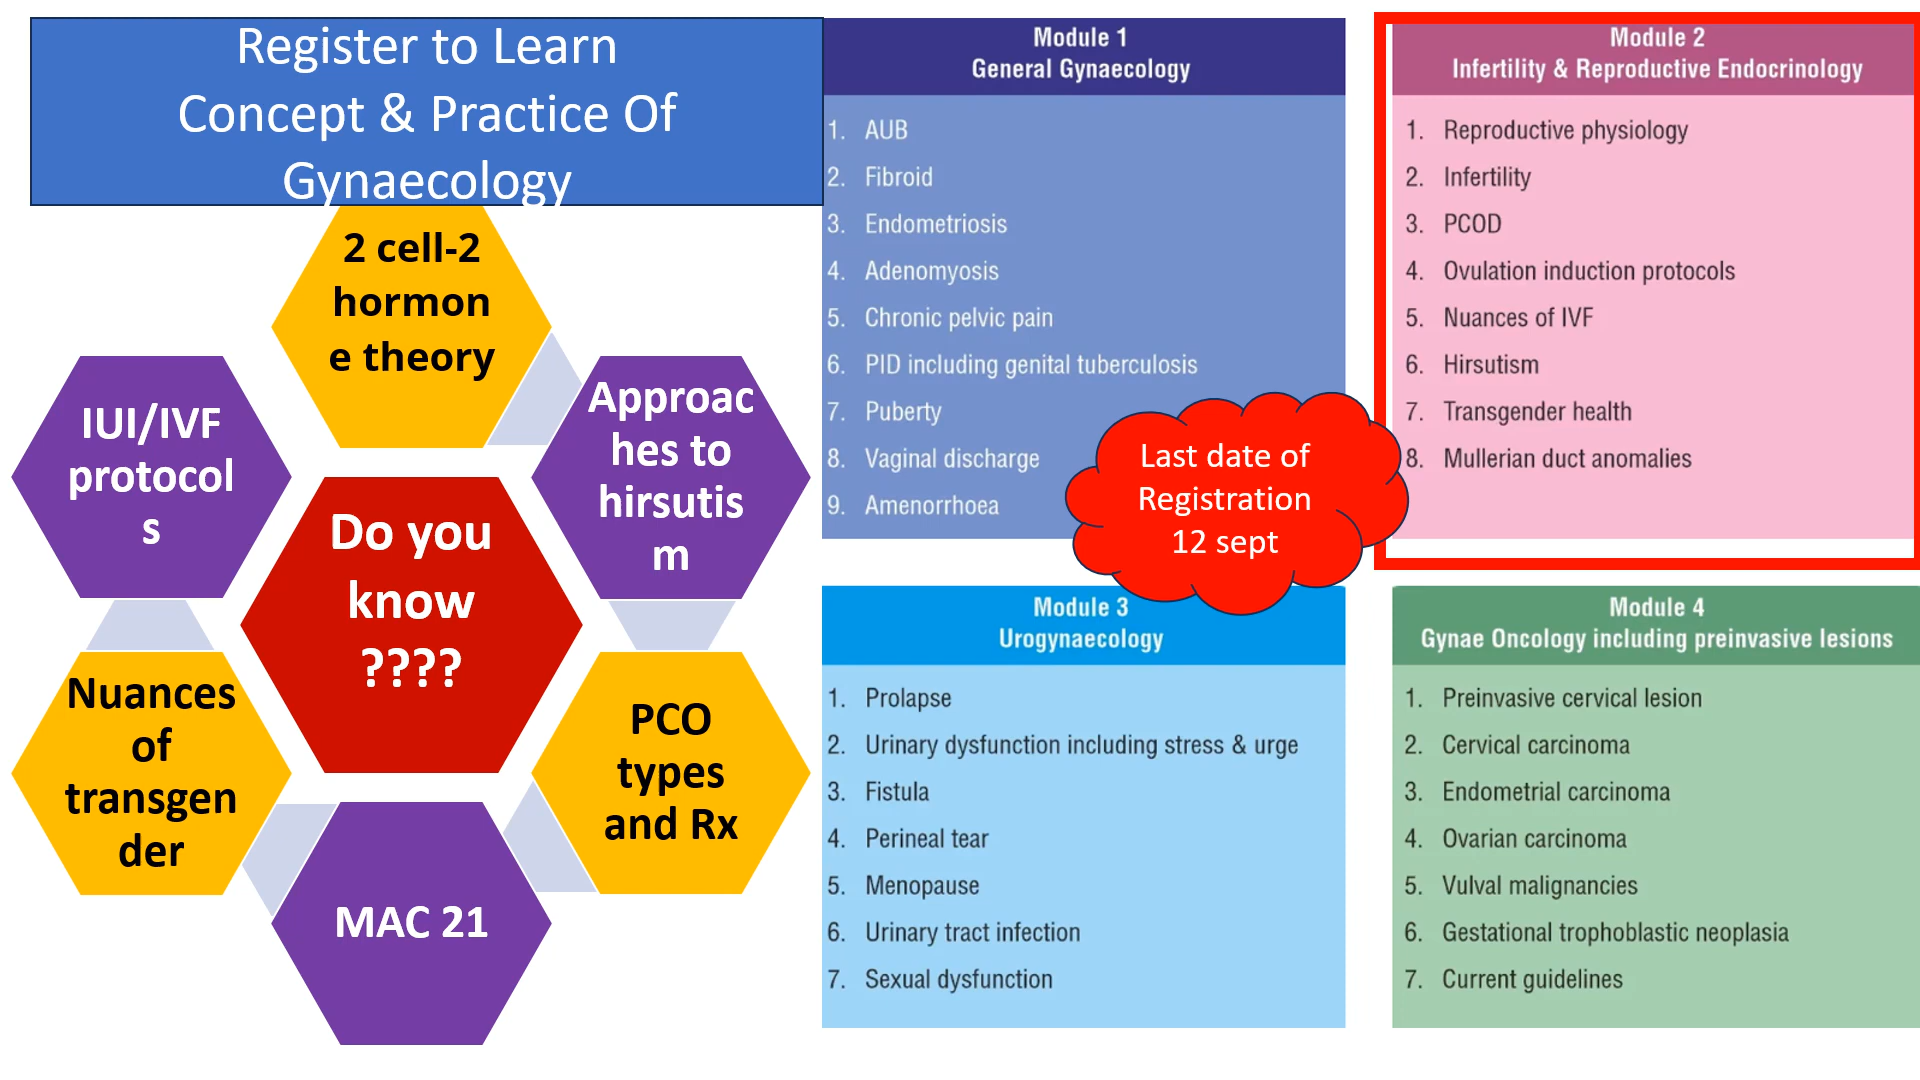 Register to Learn
Concept & Practice Of
Gynaecology
2 cell-2
hormon
e theory
Approac
hes to
hirsutis
m
PCO
types
and Rx
MAC 21
Nuances
of
transgen
der
IUI/IVF
protocol
s
Do you
know
????
Module 1
General Gynaecology
1. AUB
2. Fibroid
3. Endometriosis
4. Adenomyosis
5. Chronic pelvic pain
6. PID including genital tuberculosis
7. Puberty
8. Vaginal discharge
9. Amenorrhoea
Module 2
Infertility & Reproductive Endocrinology
1. Reproductive physiology
2. Infertility
3. PCOD
4. Ovulation induction protocols
5. Nuances of IVF
6. Hirsutism
7. Transgender health
8. Mullerian duct anomalies
Last date of
Registration
12 sept
Module 3
Urogynaecology
1. Prolapse
2. Urinary dysfunction including stress & urge
3. Fistula
4. Perineal tear
5. Menopause
6. Urinary tract infection
7. Sexual dysfunction
Module 4
Gynae Oncology including preinvasive lesions
1. Preinvasive cervical lesion
2. Cervical carcinoma
3. Endometrial carcinoma
4. Ovarian carcinoma
5. Vulval malignancies
6. Gestational trophoblastic neoplasia
7. Current guidelines